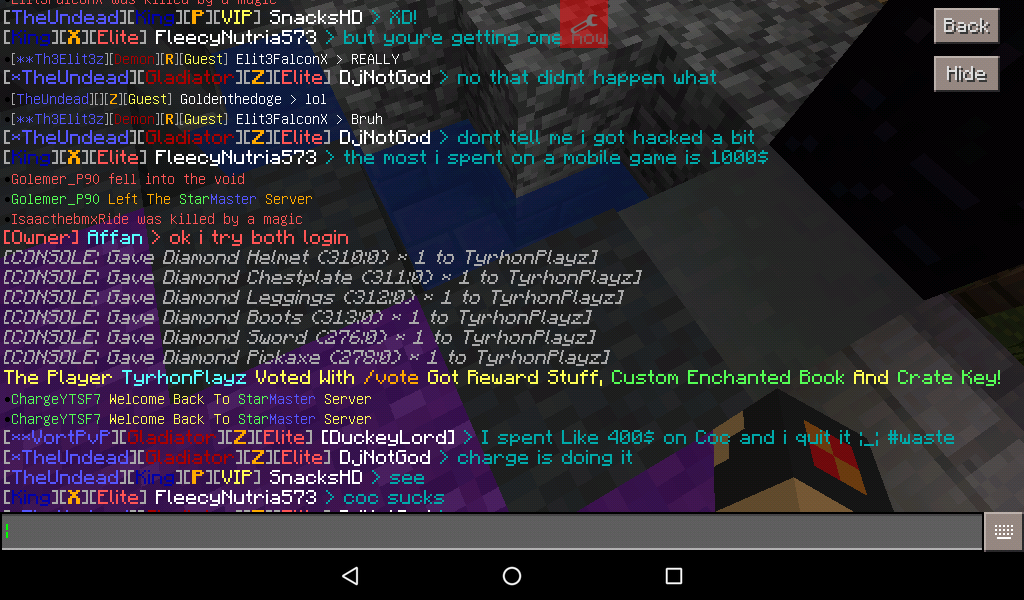 Elit3FalconX was killed by a magic
[TheUndead][King][P][VIP] SnacksHD > XD!
[King][X][Elite] FleecyNutria573 > but youre getting one now
•[**Th3Elit3z][Demon][R][Guest] Elit3FalconX > REALLY
[*TheUndead][Gladiator][Z][Elite] DjNotGod > no that didnt happen what
•[TheUndead][][Z][Guest] Goldenthedoge > lol
•[**Th3Elit3z][Demon][R][Guest] Elit3FalconX > Bruh
[*TheUndead][Gladiator][Z][Elite] DjNotGod > dont tell me i got hacked a bit
[King][X][Elite] FleecyNutria573 > the most i spent on a mobile game is 1000$
•Golemer_P90 fell into the void
•Golemer_P90 Left The StarMaster Server
•IsaacthebmxRide was killed by a magic
[Owner] Affan > ok i try both login
[CONSOLE: Gave Diamond Helmet (310:0) * 1 to TyrhonPlayz]
[CONSOLE: Gave Diamond Chestplate (311:0) * 1 to TyrhonPlayz]
[CONSOLE: Gave Diamond Leggings (312:0) * 1 to TyrhonPlayz]
[CONSOLE: Gave Diamond Boots (313:0) * 1 to TyrhonPlayz]
[CONSOLE: Gave Diamond Sword (276:0) * 1 to TyrhonPlayz]
[CONSOLE: Gave Diamond Pickaxe (278:0) * 1 to TyrhonPlayz]
The Player TyrhonPlayz Voted With /vote Got Reward Stuff, Custom Enchanted Book And Crate Key!
•ChargeYTSF7 Welcome Back To StarMaster Server
•ChargeYTSF7 Welcome Back To StarMaster Server
[**VortPvP][Gladiator][Z][Elite] [DuckeyLord] > I spent Like 400$ on Coc and i quit it ;_; #waste
[*TheUndead][Gladiator][Z][Elite] DjNotGod > charge is doing it
[TheUndead][King][P][VIP] SnacksHD > see
[King][X][Elite] FleecyNutria573 > coc sucks
Back
Hide